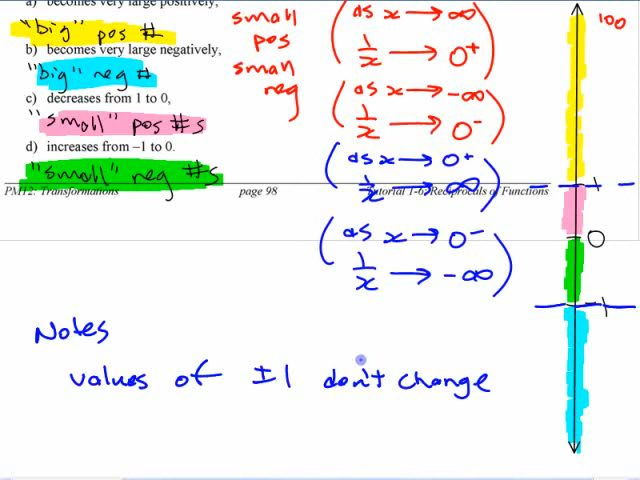 a) becomes very large positively,
"big" pos #
b) becomes very large negatively,
"big" neg #
c) decreases from 1 to 0,
"small" pos #s
d) increases from –1 to 0.
"small" neg #s
PM12: Transformations page 98 Tutorial 1-6: Reciprocals of Functions
small
pos
small
neg
(as x → ∞
1/x → 0⁺)
(as x → -∞
1/x → 0⁻)
(as x → 0⁺
1/x → ∞)
(as x → 0⁻
1/x → -∞)
100
1
0
-1
Notes
values of ±1 don't change